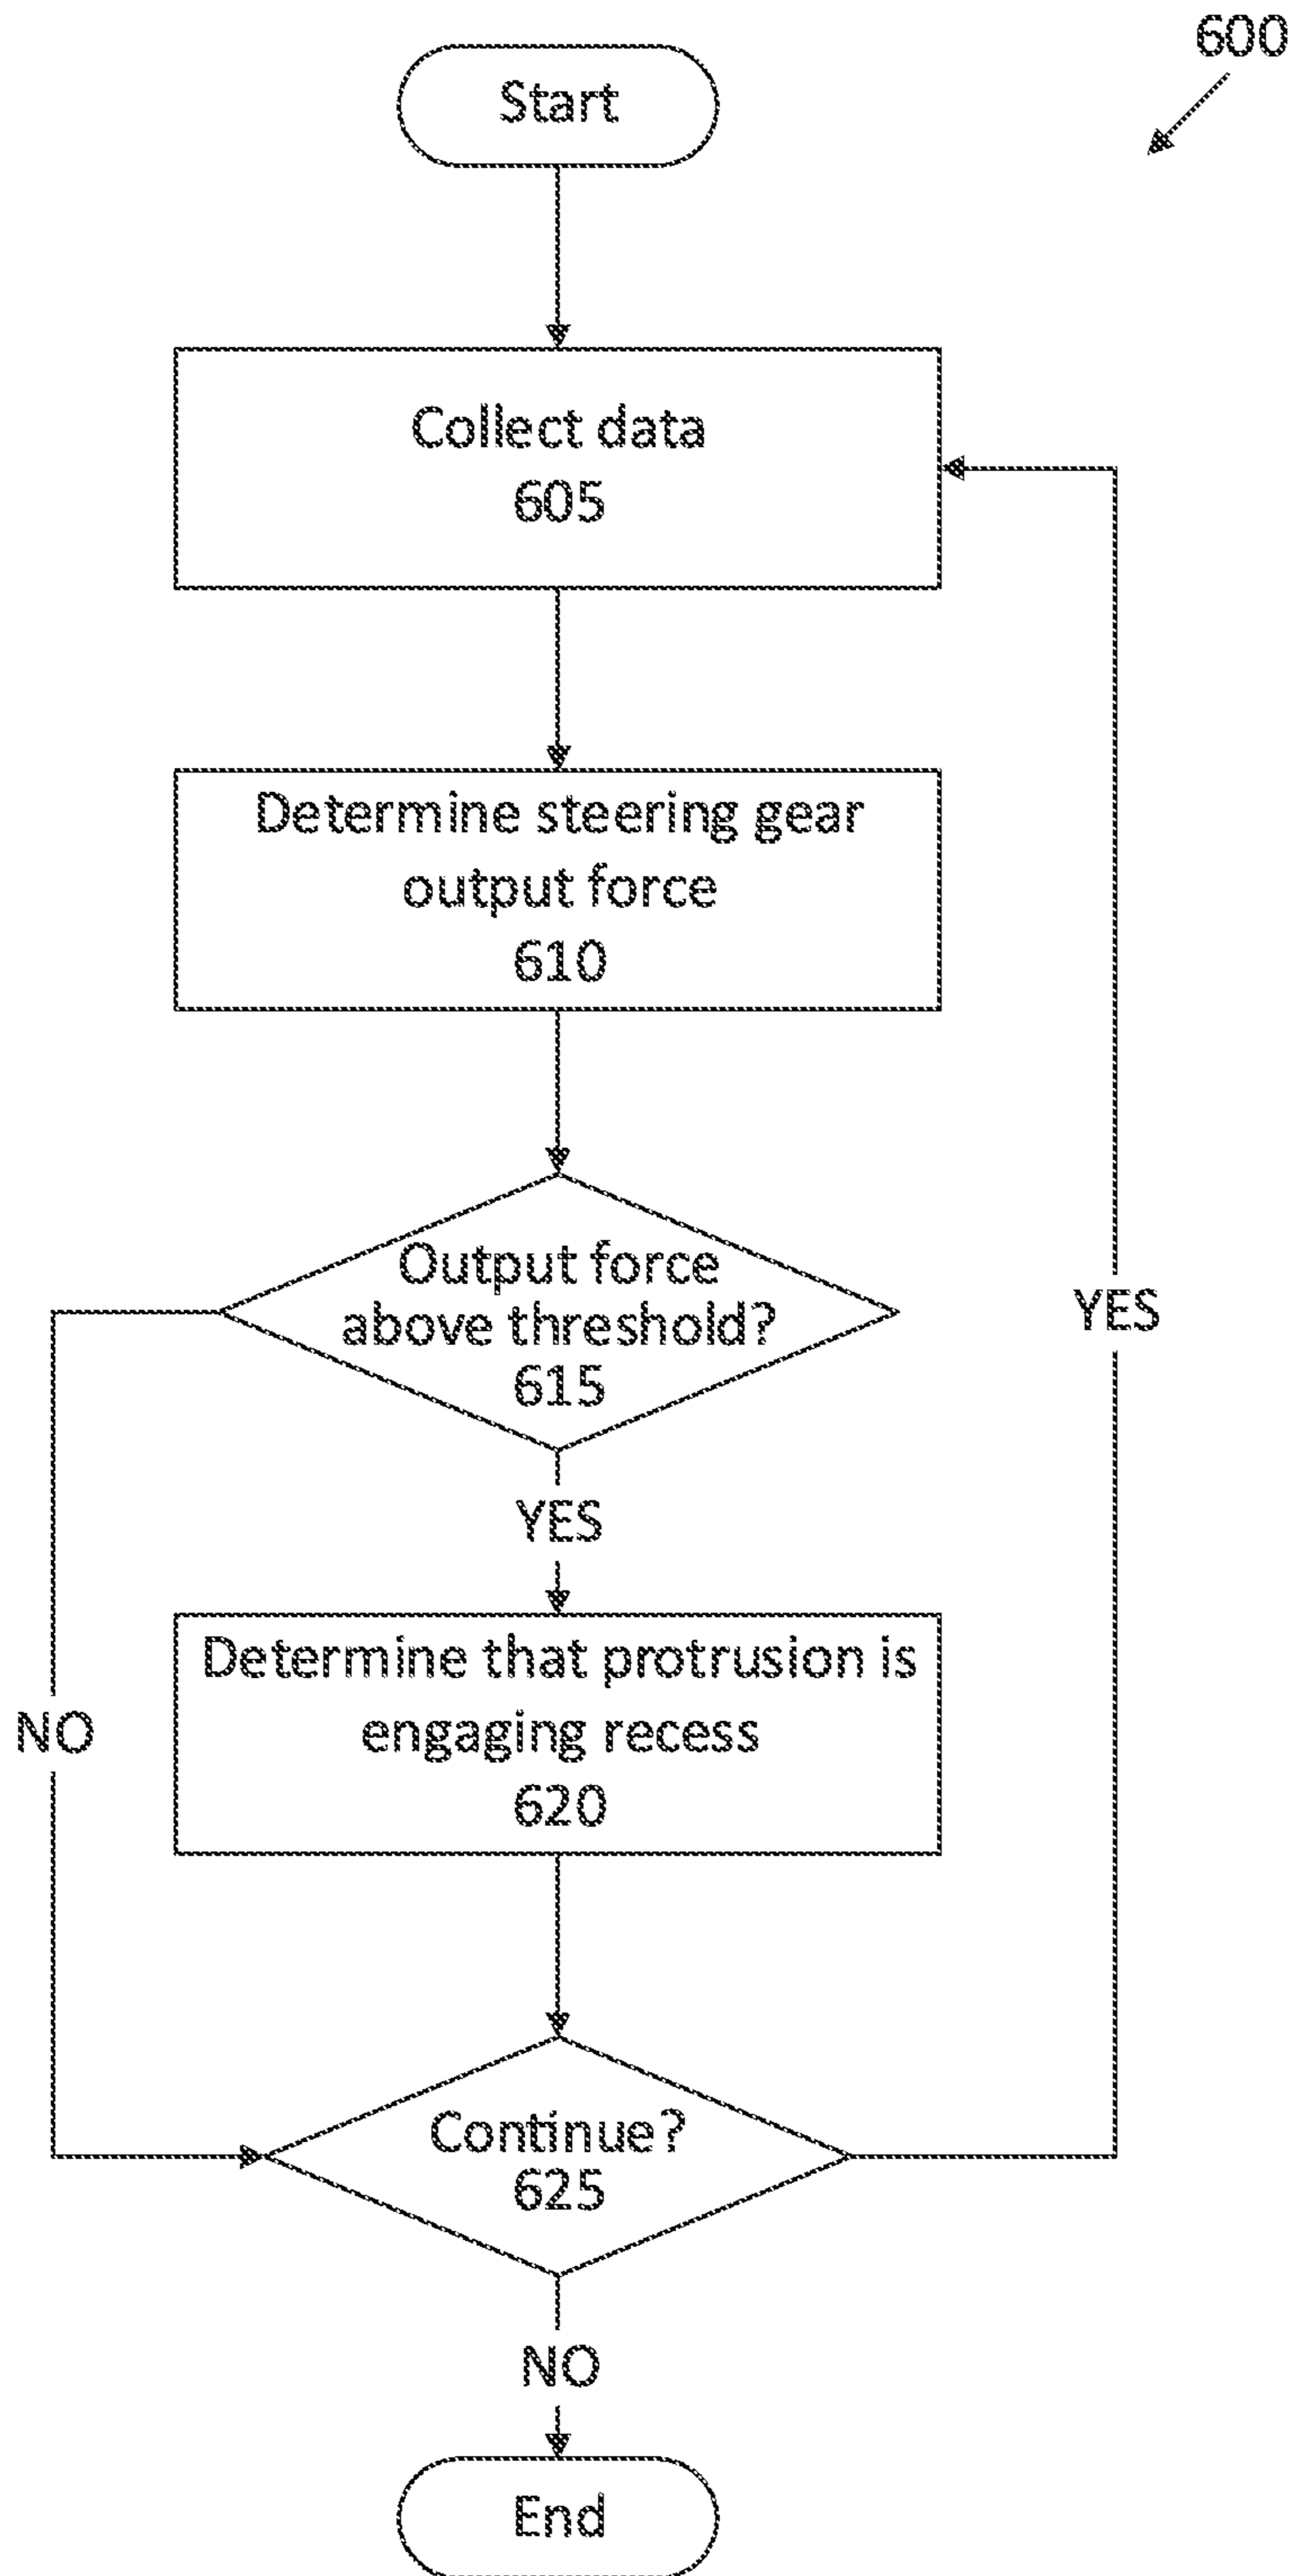 600
Start
Collect data
605
Determine steering gear
output force
610
Output force
above threshold?
615
YES
YES
Determine that protrusion is
engaging recess
620
NO
Continue?
625
NO
End